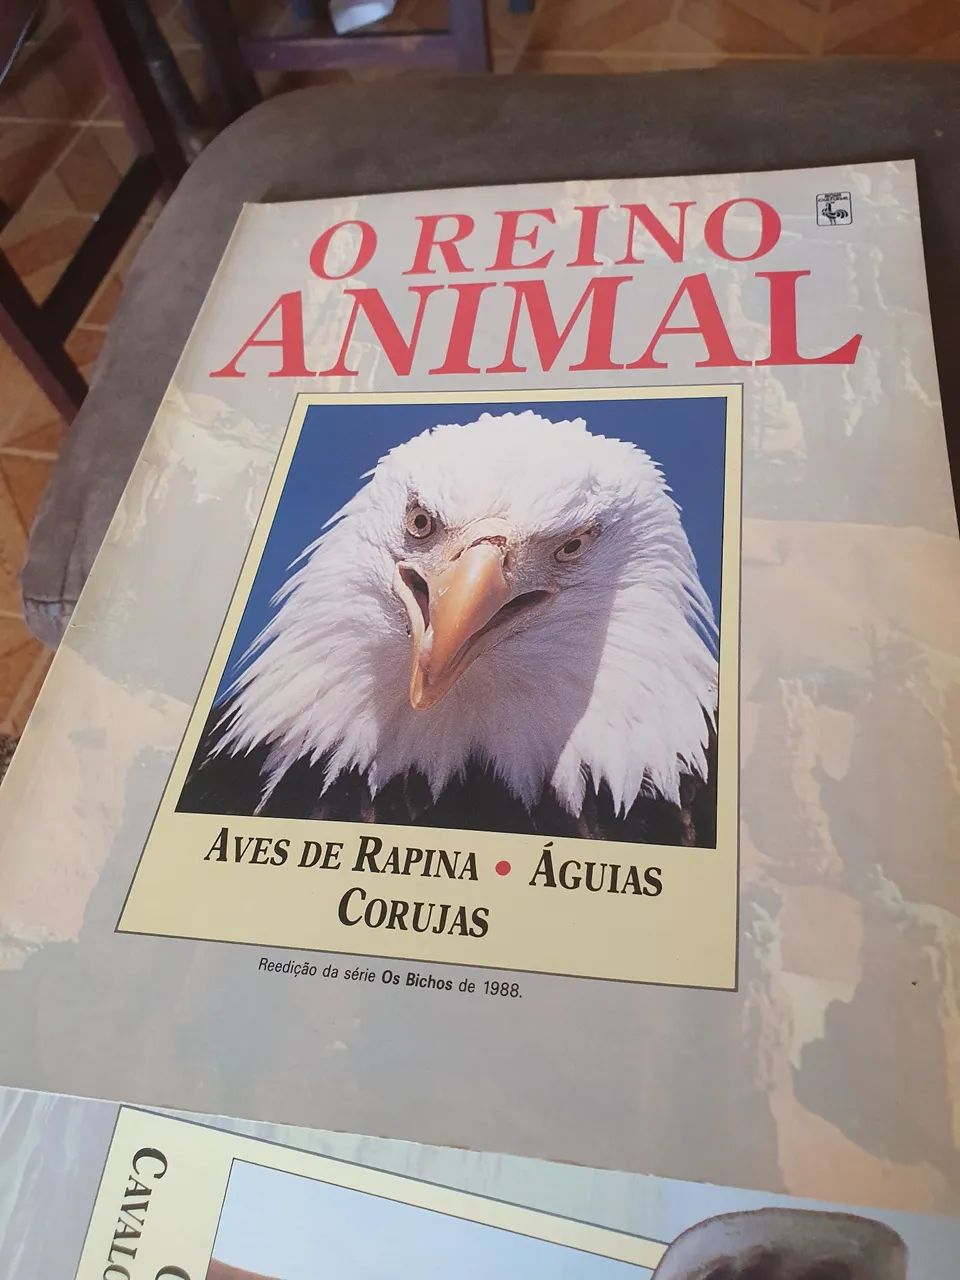 O REINO
ANIMAL
AVES DE RAPINA • ÁGUIAS
CORUJAS
Reedição da série Os Bichos de 1988.